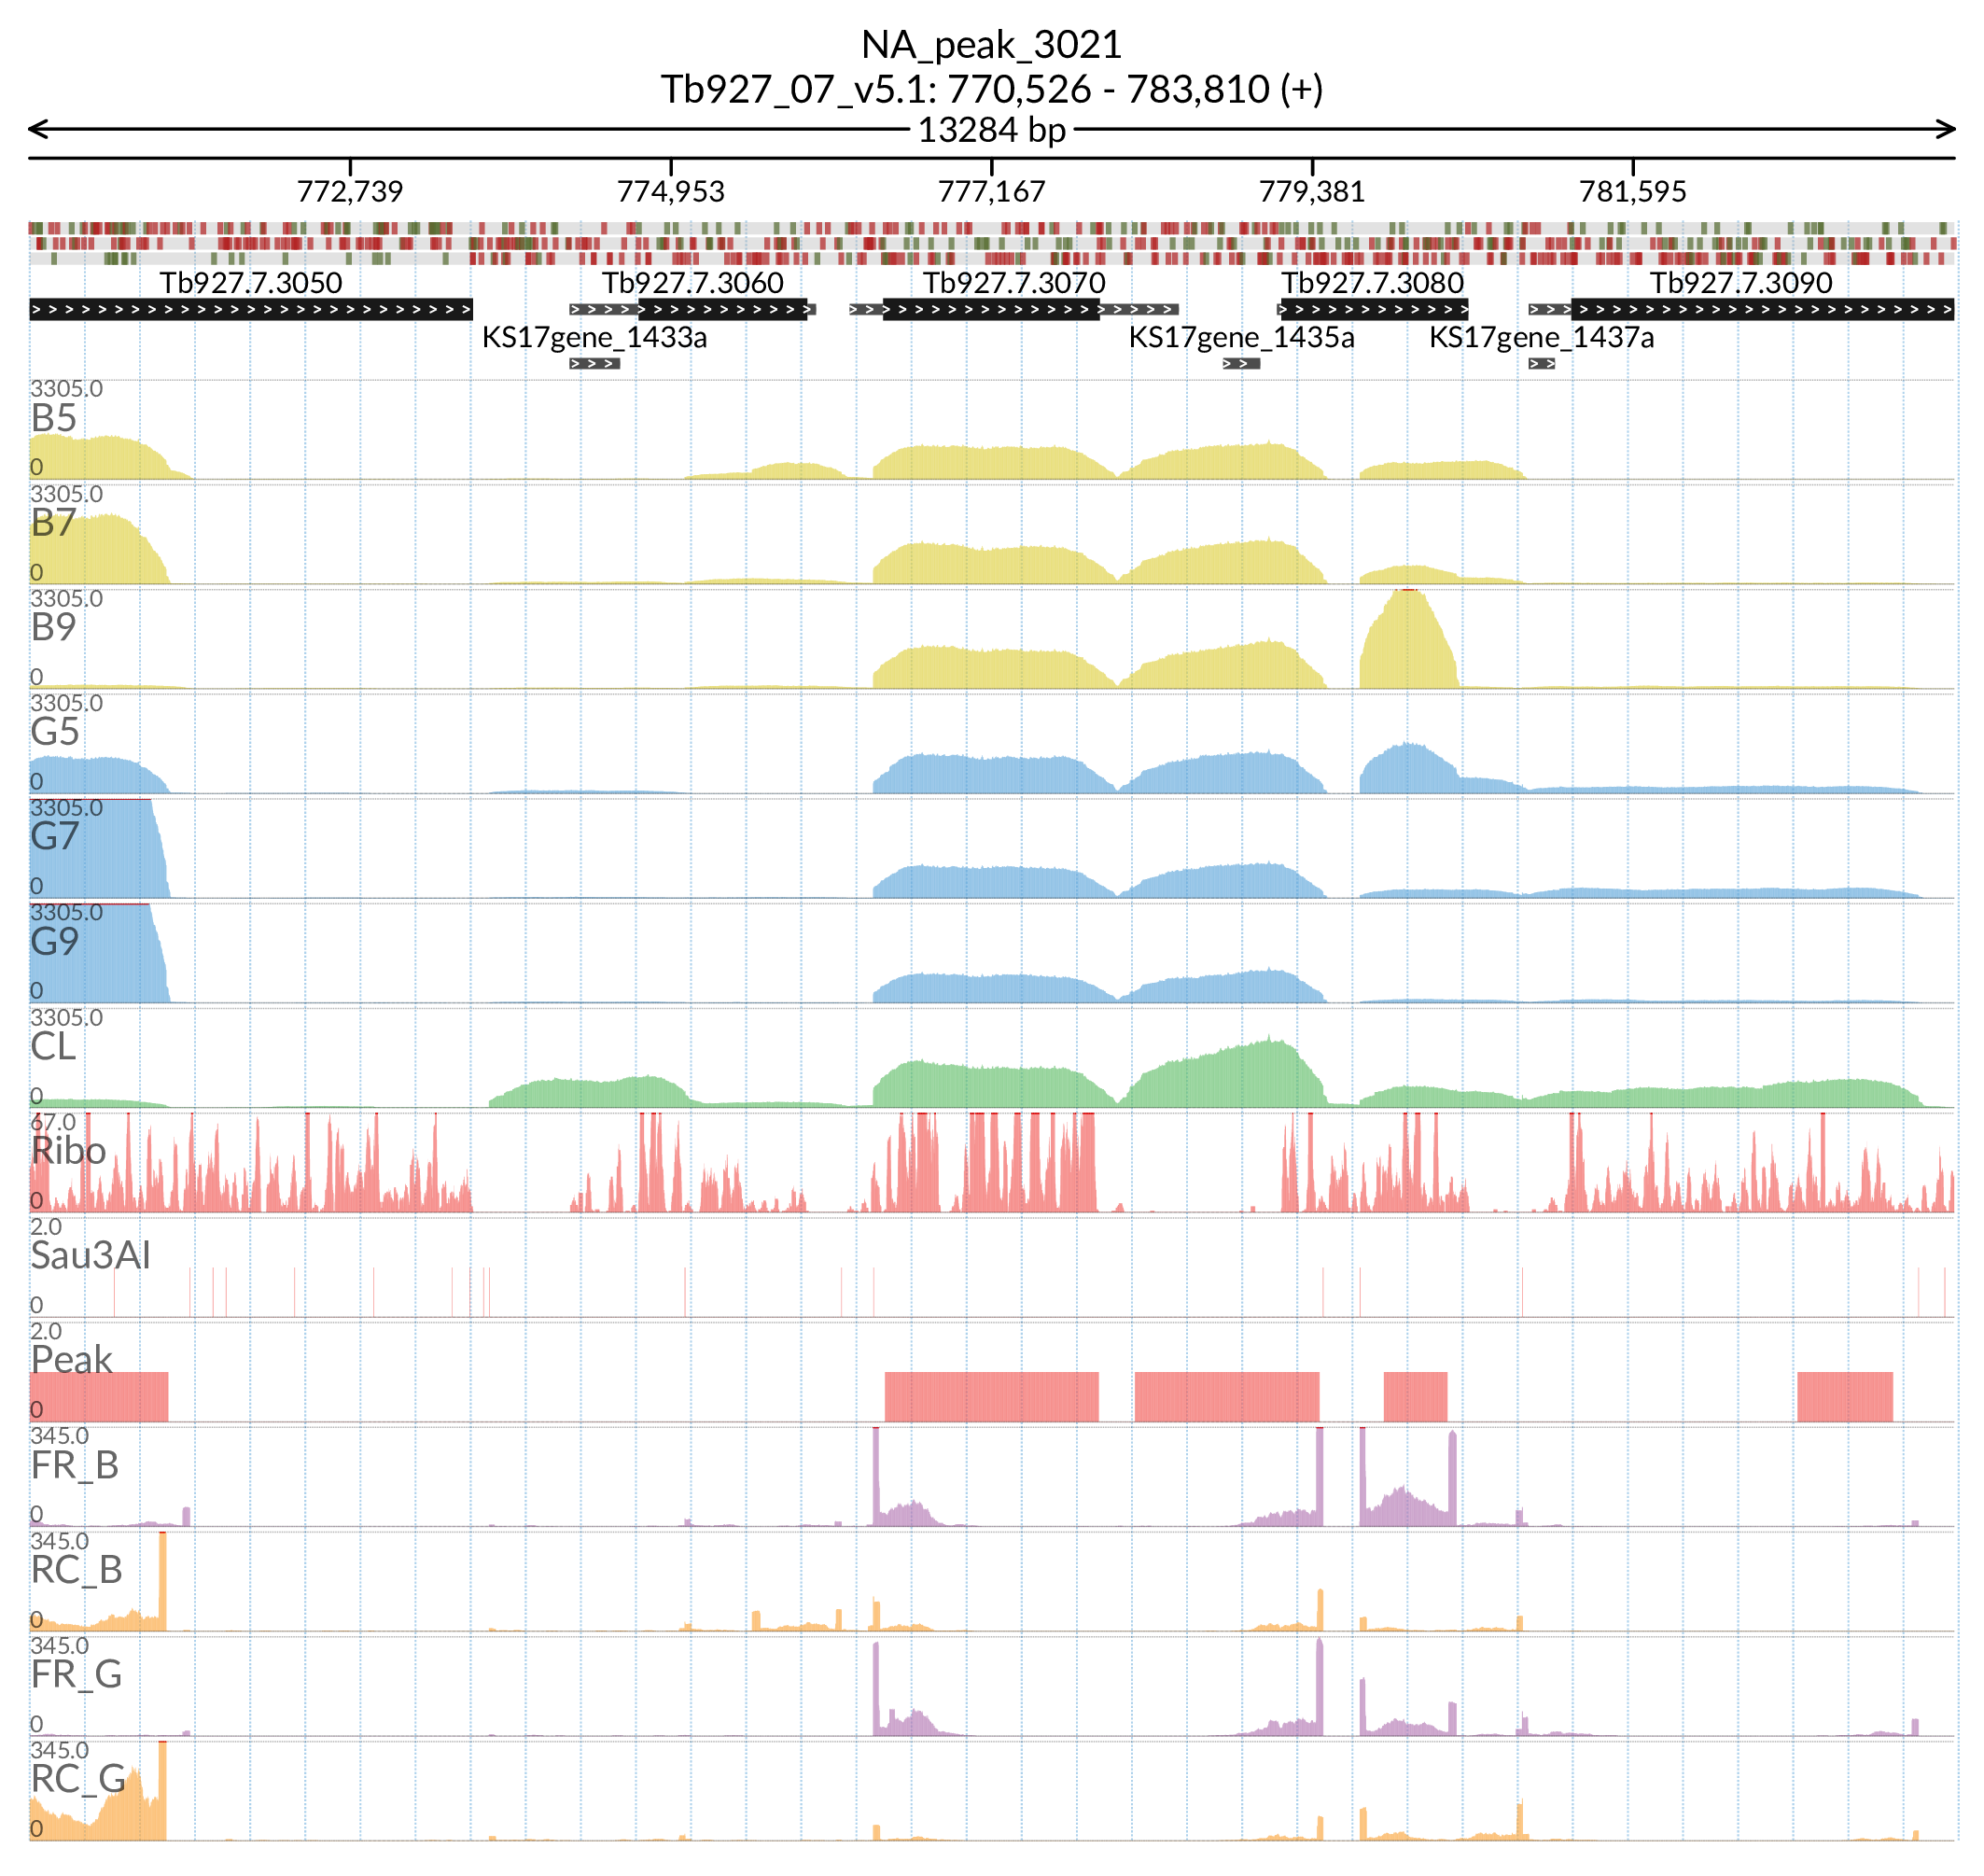 NA_peak_3021
Tb927_07_v5.1: 770,526 - 783,810 (+)
13284 bp
772,739 774,953 777,167 779,381 781,595
Tb927.7.3050 Tb927.7.3060 Tb927.7.3070 Tb927.7.3080 Tb927.7.3090
KS17gene_1433a KS17gene_1435a KS17gene_1437a
3305.0
B5
0
3305.0
B7
0
3305.0
B9
0
3305.0
G5
0
3305.0
G7
0
3305.0
G9
0
3305.0
CL
0
67.0
Ribo
0
2.0
Sau3AI
0
2.0
Peak
0
345.0
FR_B
0
345.0
RC_B
0
345.0
FR_G
0
345.0
RC_G
0